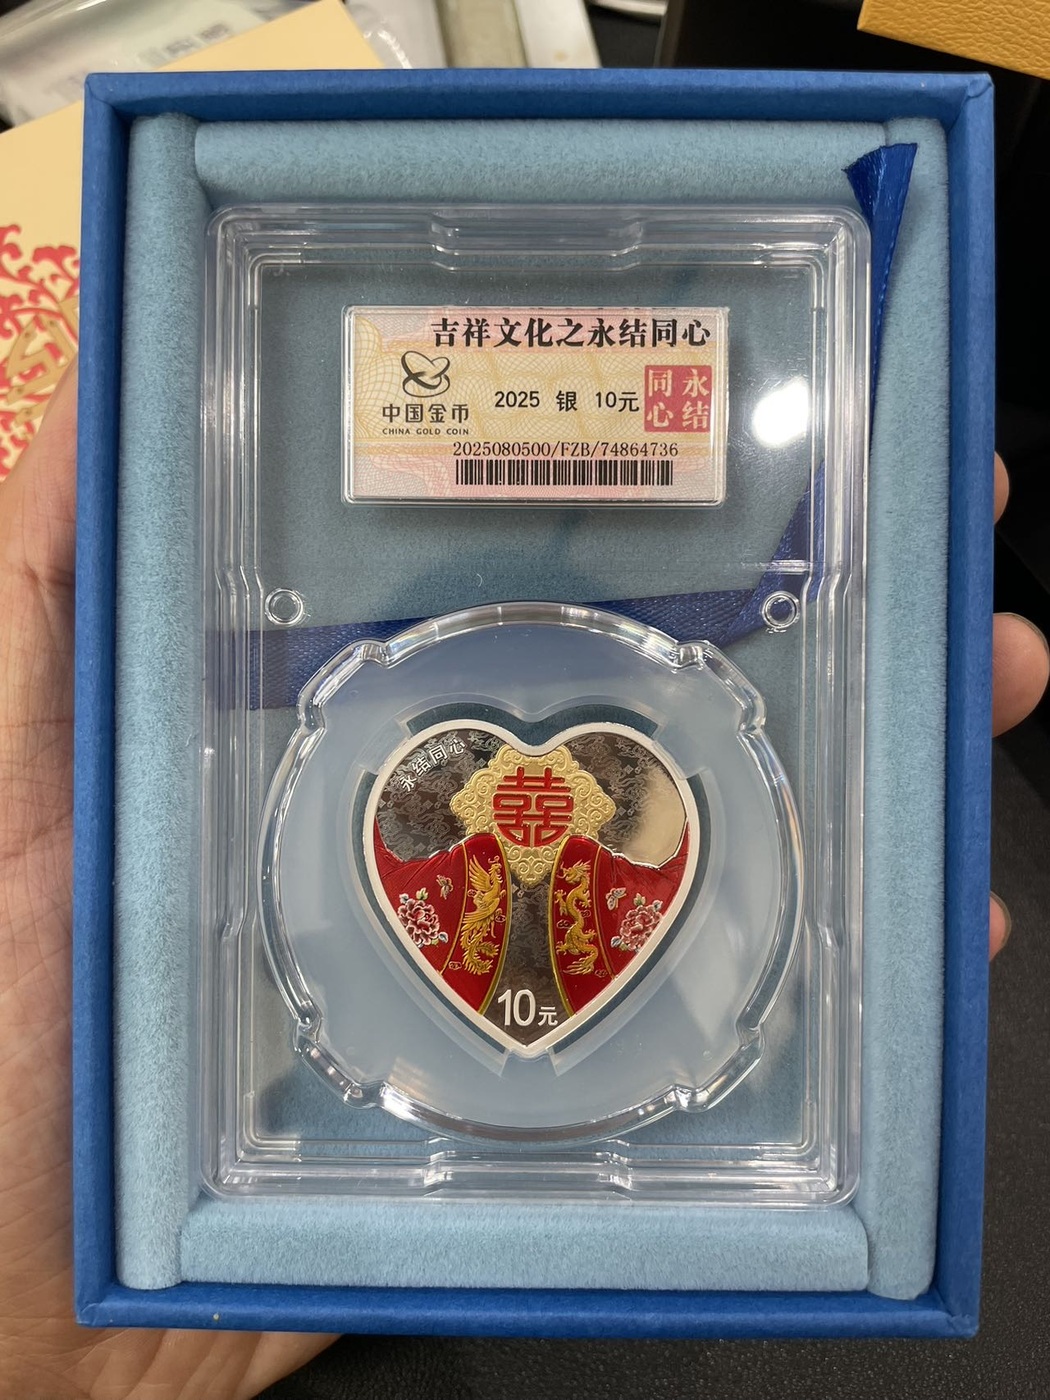 吉祥文化之永结同心
中国金币
CHINA GOLD COIN
2025 银 10元
永结
同心
2025080500/FZB/74864736
永结同心
囍
10元